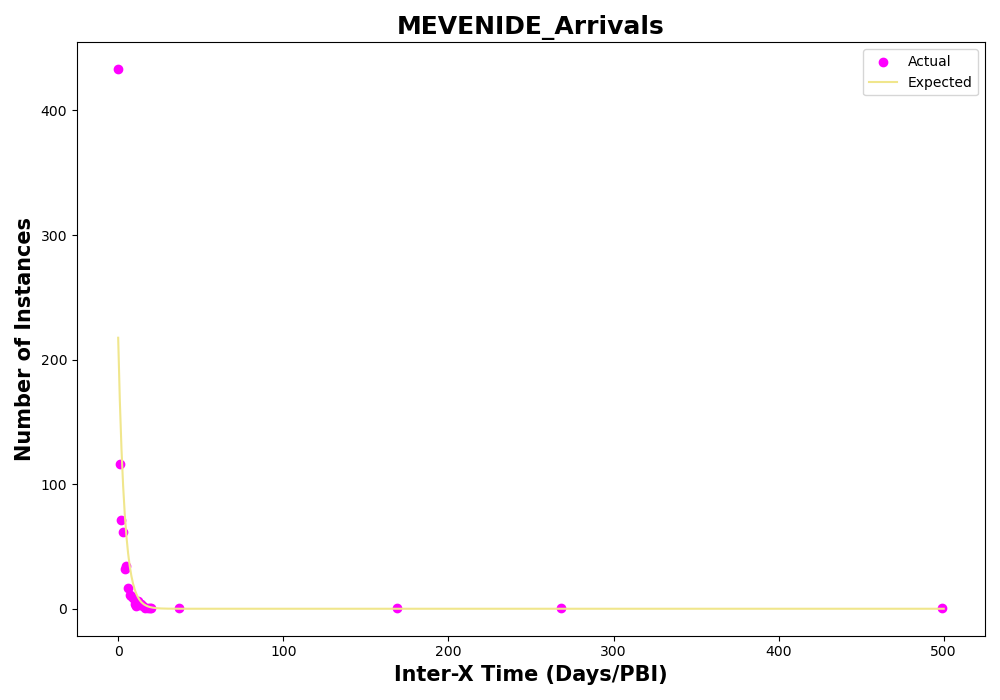 MEVENIDE_Arrivals
Actual
Expected
400
300
200
100
0
Number of Instances
0
100
200
300
400
500
Inter-X Time (Days/PBI)